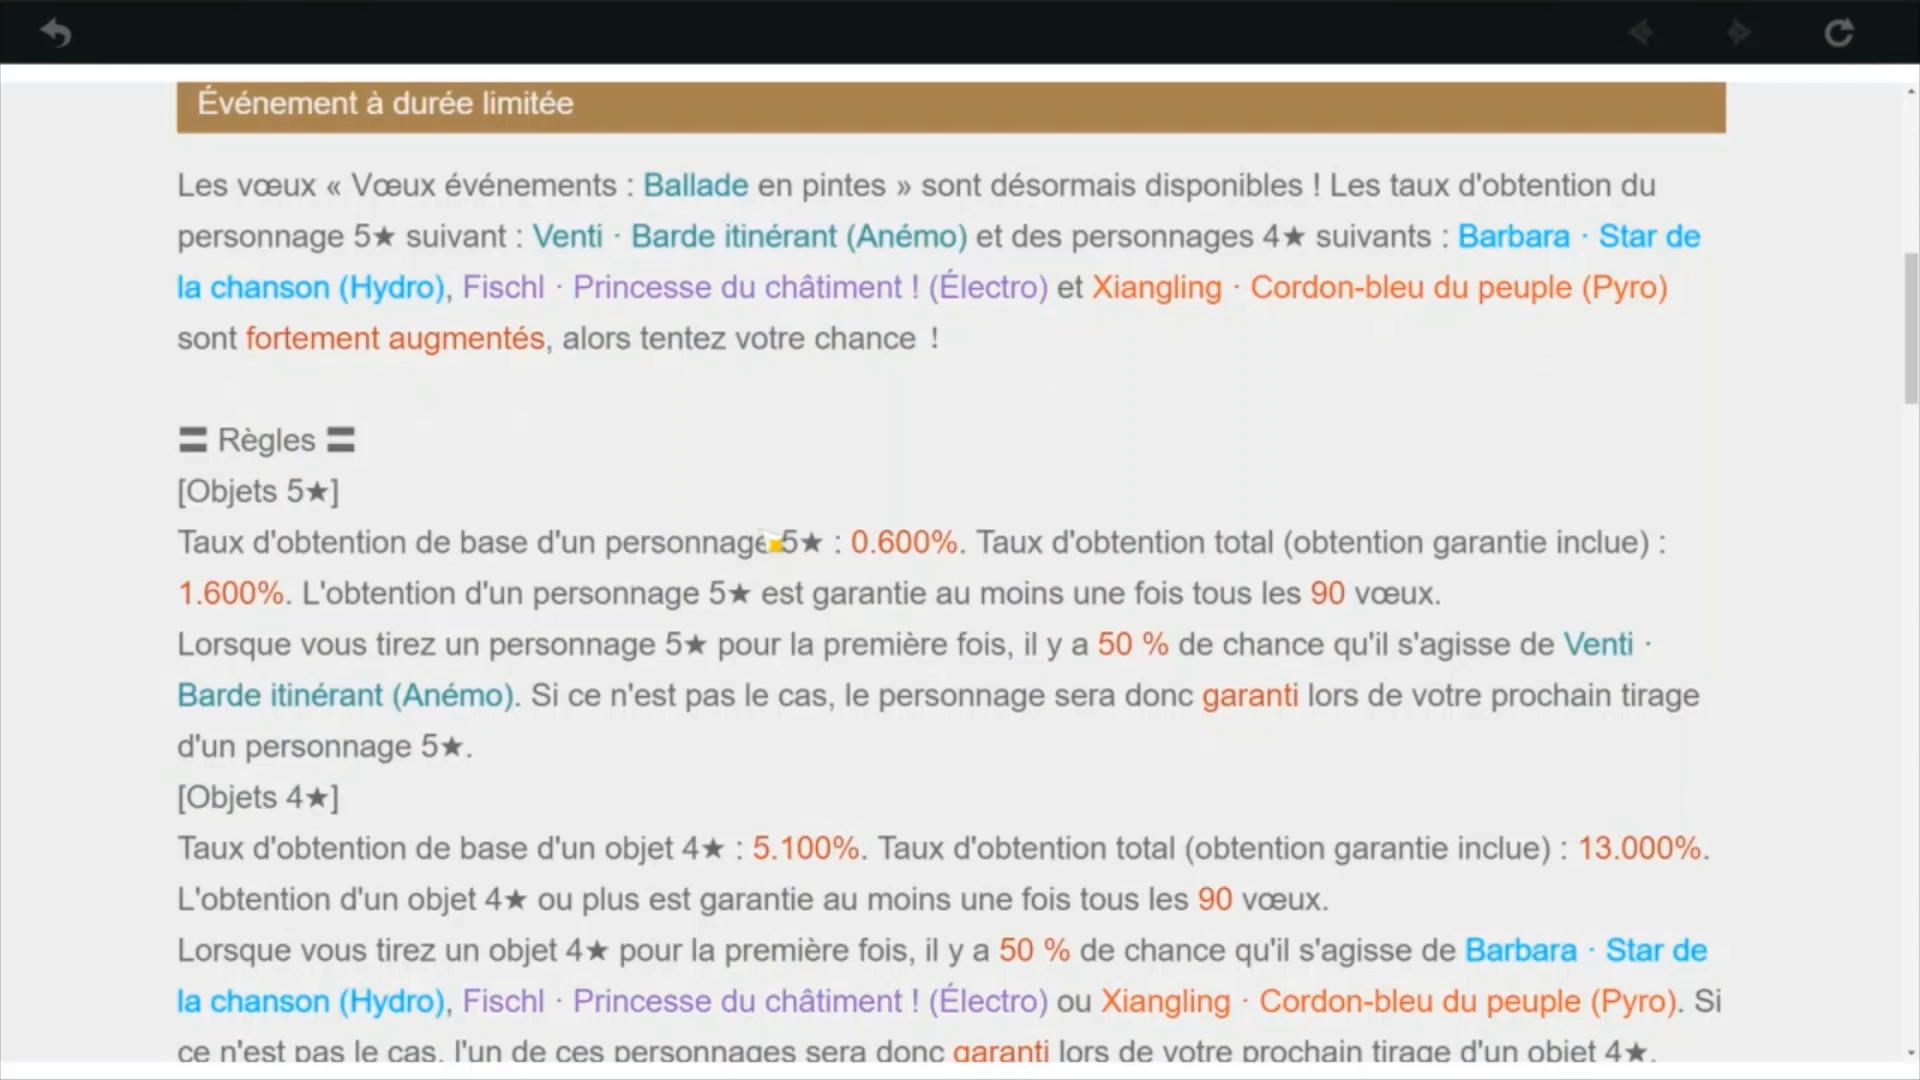 Événement à durée limitée
Les vœux « Vœux événements : Ballade en pintes » sont désormais disponibles ! Les taux d'obtention du
personnage 5★ suivant : Venti · Barde itinérant (Anémo) et des personnages 4★ suivants : Barbara · Star de
la chanson (Hydro), Fischl · Princesse du châtiment ! (Électro) et Xiangling · Cordon-bleu du peuple (Pyro)
sont fortement augmentés, alors tentez votre chance !
〓 Règles 〓
[Objets 5★]
Taux d'obtention de base d'un personnage 5★ : 0.600%. Taux d'obtention total (obtention garantie inclue) :
1.600%. L'obtention d'un personnage 5★ est garantie au moins une fois tous les 90 vœux.
Lorsque vous tirez un personnage 5★ pour la première fois, il y a 50 % de chance qu'il s'agisse de Venti ·
Barde itinérant (Anémo). Si ce n'est pas le cas, le personnage sera donc garanti lors de votre prochain tirage
d'un personnage 5★.
[Objets 4★]
Taux d'obtention de base d'un objet 4★ : 5.100%. Taux d'obtention total (obtention garantie inclue) : 13.000%.
L'obtention d'un objet 4★ ou plus est garantie au moins une fois tous les 90 vœux.
Lorsque vous tirez un objet 4★ pour la première fois, il y a 50 % de chance qu'il s'agisse de Barbara · Star de
la chanson (Hydro), Fischl · Princesse du châtiment ! (Électro) ou Xiangling · Cordon-bleu du peuple (Pyro). Si
ce n'est pas le cas, l'un de ces personnages sera donc garanti lors de votre prochain tirage d'un objet 4★.